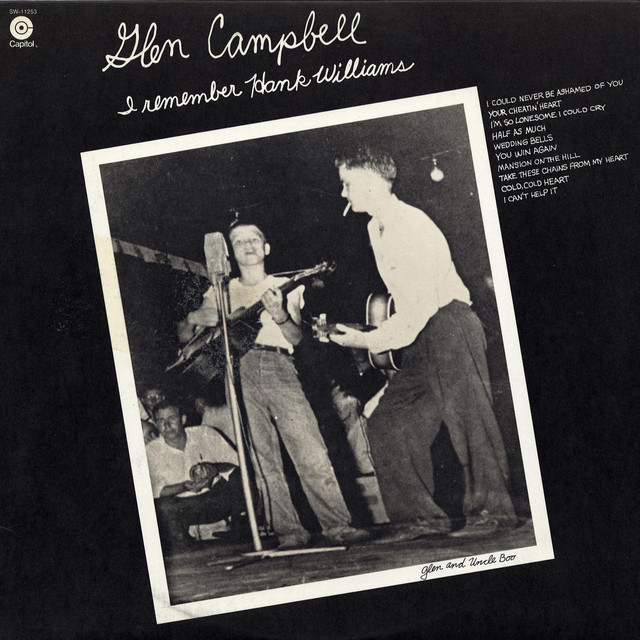 SW-11253
Capitol.
Glen Campbell
I remember Hank Williams
I COULD NEVER BE ASHAMED OF YOU
YOUR CHEATIN' HEART
I'M SO LONESOME I COULD CRY
HALF AS MUCH
WEDDING BELLS
YOU WIN AGAIN
MANSION ON THE HILL
TAKE THESE CHAINS FROM MY HEART
COLD, COLD HEART
I CAN'T HELP IT
Glen and Uncle Boo